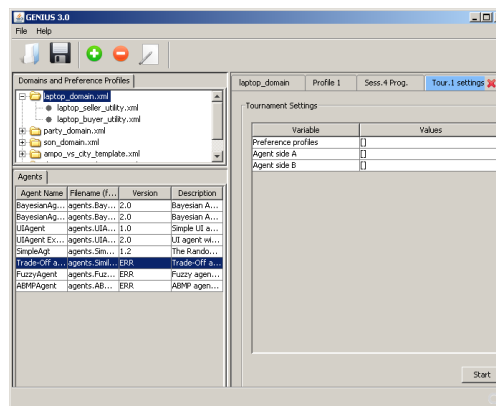 GENIUS 3.0
File Help
Domains and Preference Profiles
laptop_domain.xml
laptop_seller_utility.xml
laptop_buyer_utility.xml
party_domain.xml
son_domain.xml
ampo_vs_city_template.xml
Agents
Agent Name Filename (f... Version Description
BayesianAg... agents.Bay... 2.0 Bayesian A...
BayesianAg... agents.Bay... 2.0 Bayesian A...
UIAgent agents.UIA... 1.0 Simple UI a...
UIAgent Ex... agents.UIA... 2.0 UI agent wi...
SimpleAgt agents.Sim... 1.2 The Rando...
Trade-Off a... agents.Simil... ERR Trade-Off a...
FuzzyAgent agents.Fuz... ERR Fuzzy agen...
ABMPAgent agents.AB... ERR ABMP agen...
laptop_domain Profile 1 Sess.4 Prog. Tour.1 settings
Tournament Settings
Variable Values
Preference profiles []
Agent side A []
Agent side B []
Start